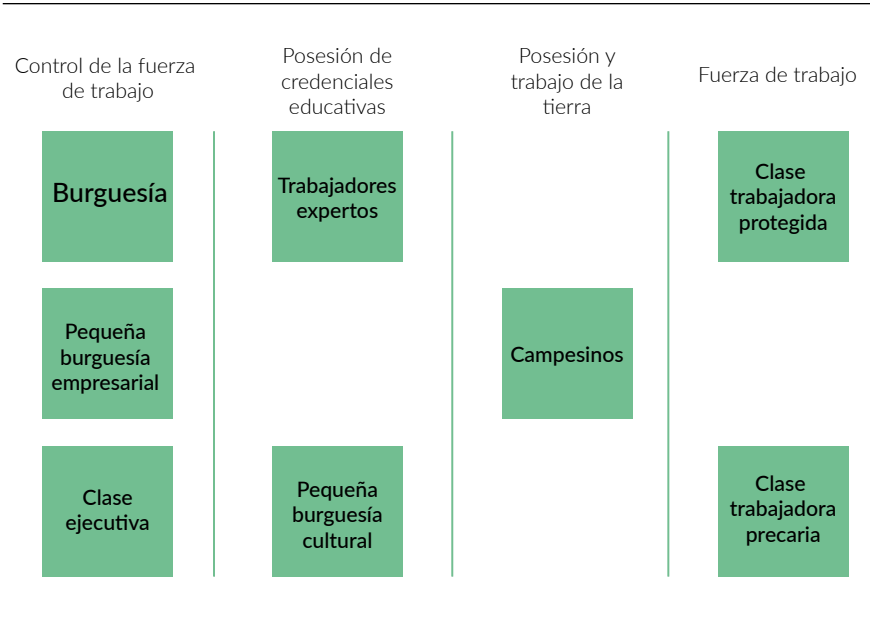 Control de la fuerza
de trabajo
Posesión de
credenciales
educativas
Posesión y
trabajo de la
tierra
Fuerza de trabajo
Burguesía
Trabajadores
expertos
Clase
trabajadora
protegida
Pequeña
burguesía
empresarial
Campesinos
Clase
ejecutiva
Pequeña
burguesía
cultural
Clase
trabajadora
precaria